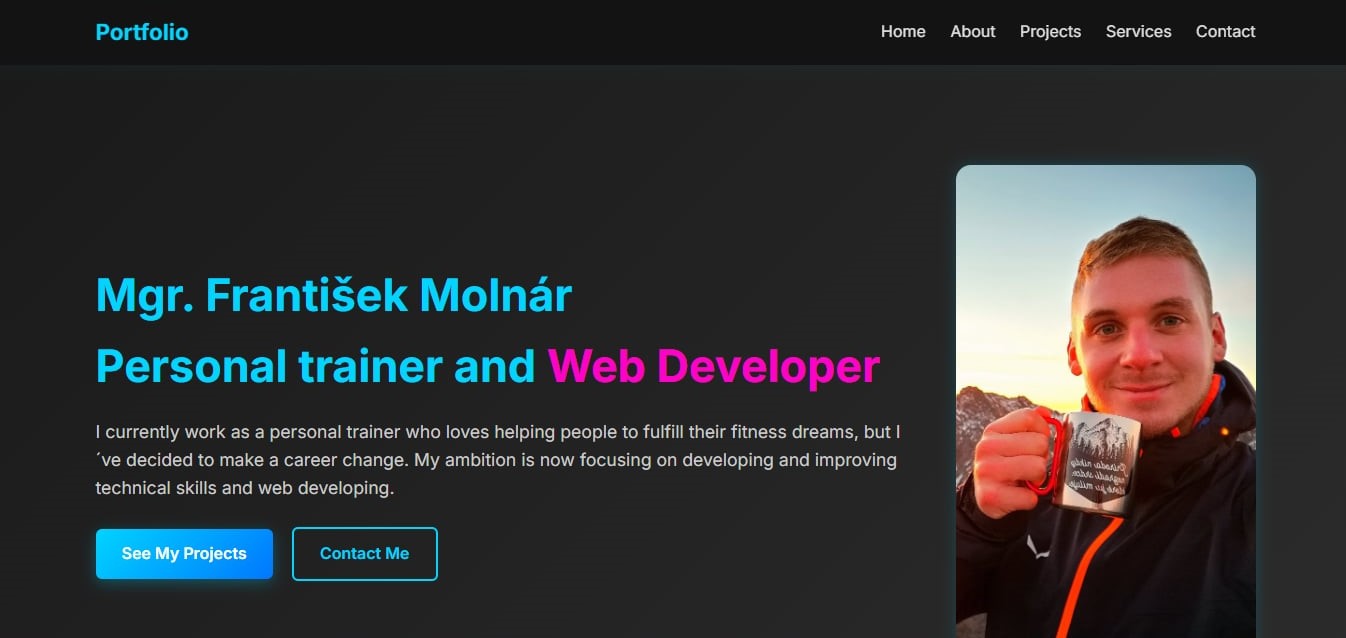 Portfolio
Home About Projects Services Contact
Mgr. František Molnár
Personal trainer and Web Developer
I currently work as a personal trainer who loves helping people to fulfill their fitness dreams, but I
´ve decided to make a career change. My ambition is now focusing on developing and improving
technical skills and web developing.
See My Projects Contact Me